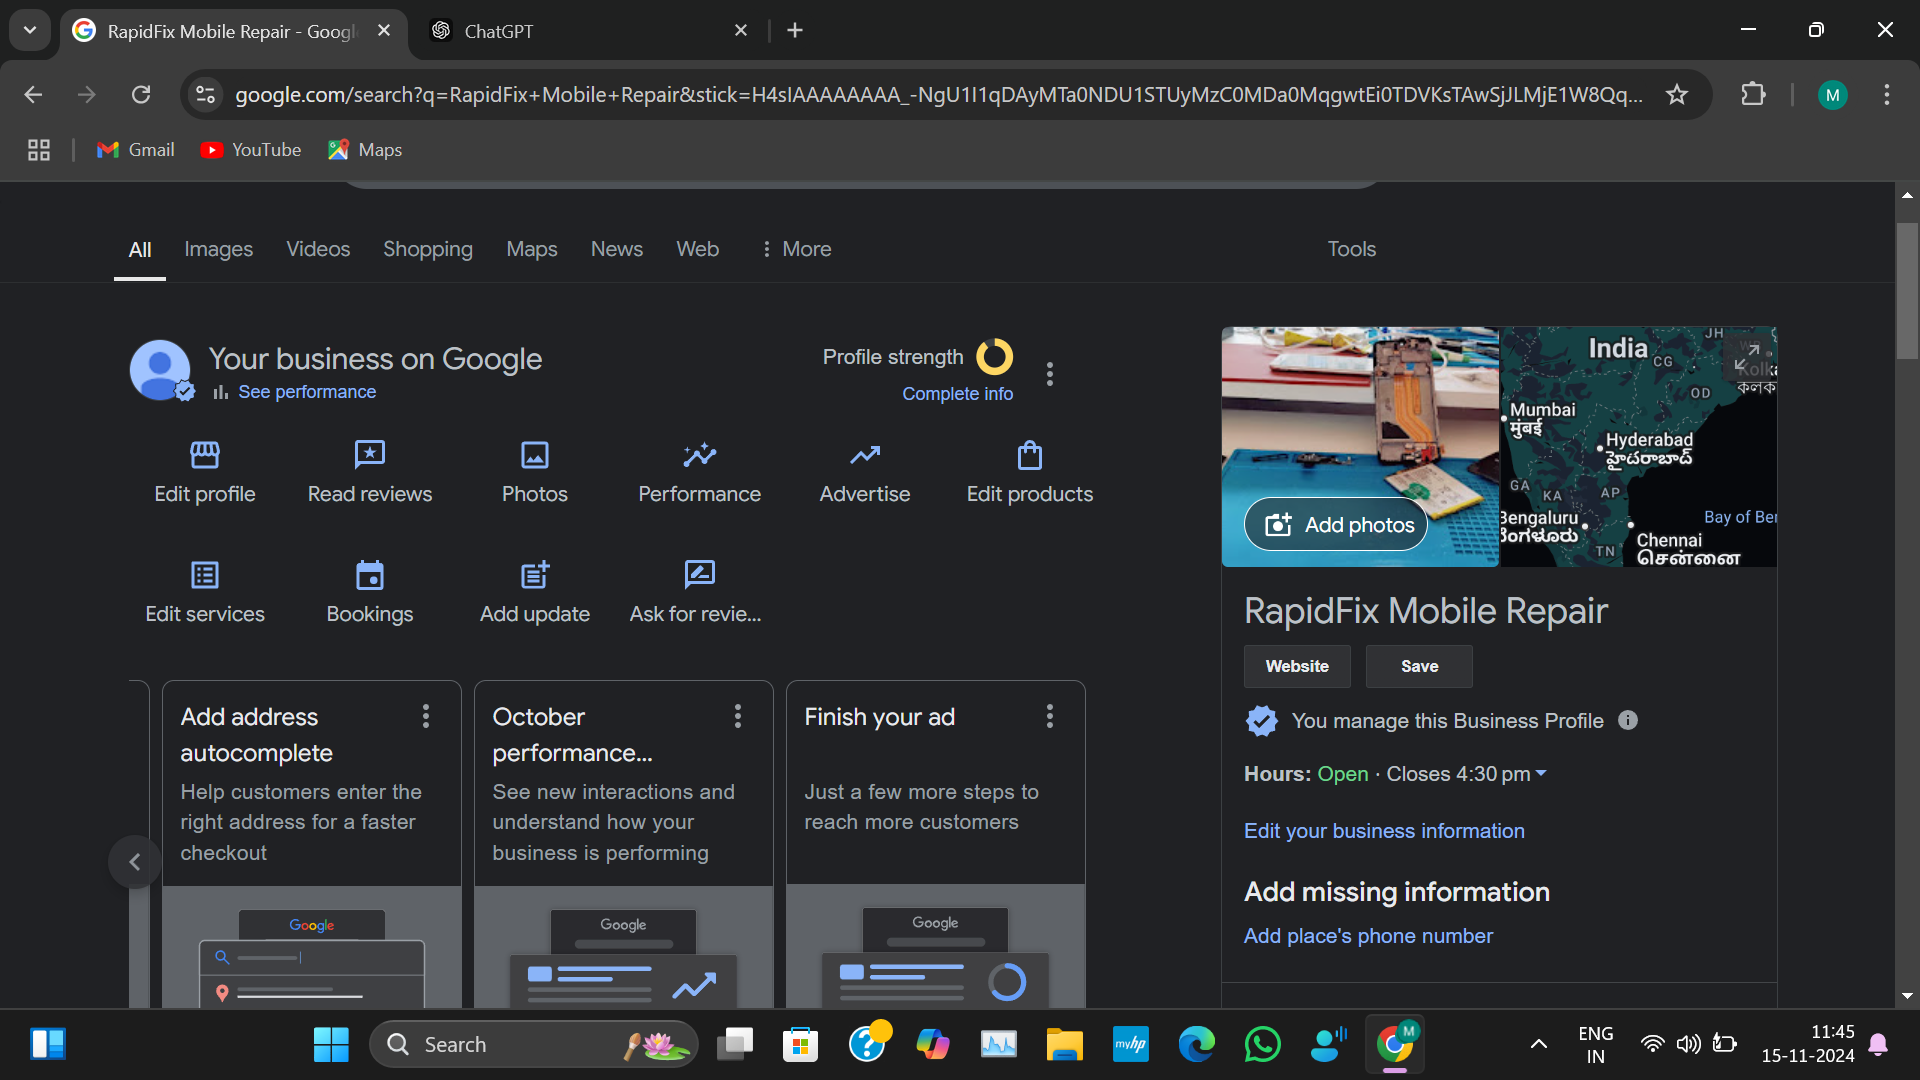 RapidFix Mobile Repair - Googl
ChatGPT
google.com/search?q=RapidFix+Mobile+Repair&stick=H4sIAAAAAAAA_-NgU1I1qDAyMTa0NDU1STUyMzC0MDa0MqgwtEi0TDVKsTAwSjJLMjE1W8Qq...
M
Gmail
YouTube
Maps
All
Images
Videos
Shopping
Maps
News
Web
More
Tools
Your business on Google
See performance
Profile strength
Complete info
Edit profile
Read reviews
Photos
Performance
Advertise
Edit products
Edit services
Bookings
Add update
Ask for revie...
Add address
autocomplete
Help customers enter the
right address for a faster
checkout
Google
October
performance...
See new interactions and
understand how your
business is performing
Google
Finish your ad
Just a few more steps to
reach more customers
Google
Add photos
India
JH
CG
WB
Kolka
কলক
OD
Mumbai
मुंबई
Hyderabad
హైదరాబాద్
GA
KA
AP
Bengaluru
Bay of Ber
Chennai
சென்னை
TN
RapidFix Mobile Repair
Website
Save
You manage this Business Profile
Hours: Open · Closes 4:30 pm
Edit your business information
Add missing information
Add place's phone number
Search
myhp
M
ENG
IN
11:45
15-11-2024